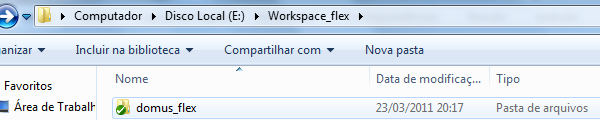 Computador ▸ Disco Local (E:) ▸ Workspace_flex ▸
anizar Incluir na biblioteca Compartilhar com Nova pasta
Favoritos Nome Data de modificaç... Tipo
Área de Trabalh domus_flex 23/03/2011 20:17 Pasta de arquivos